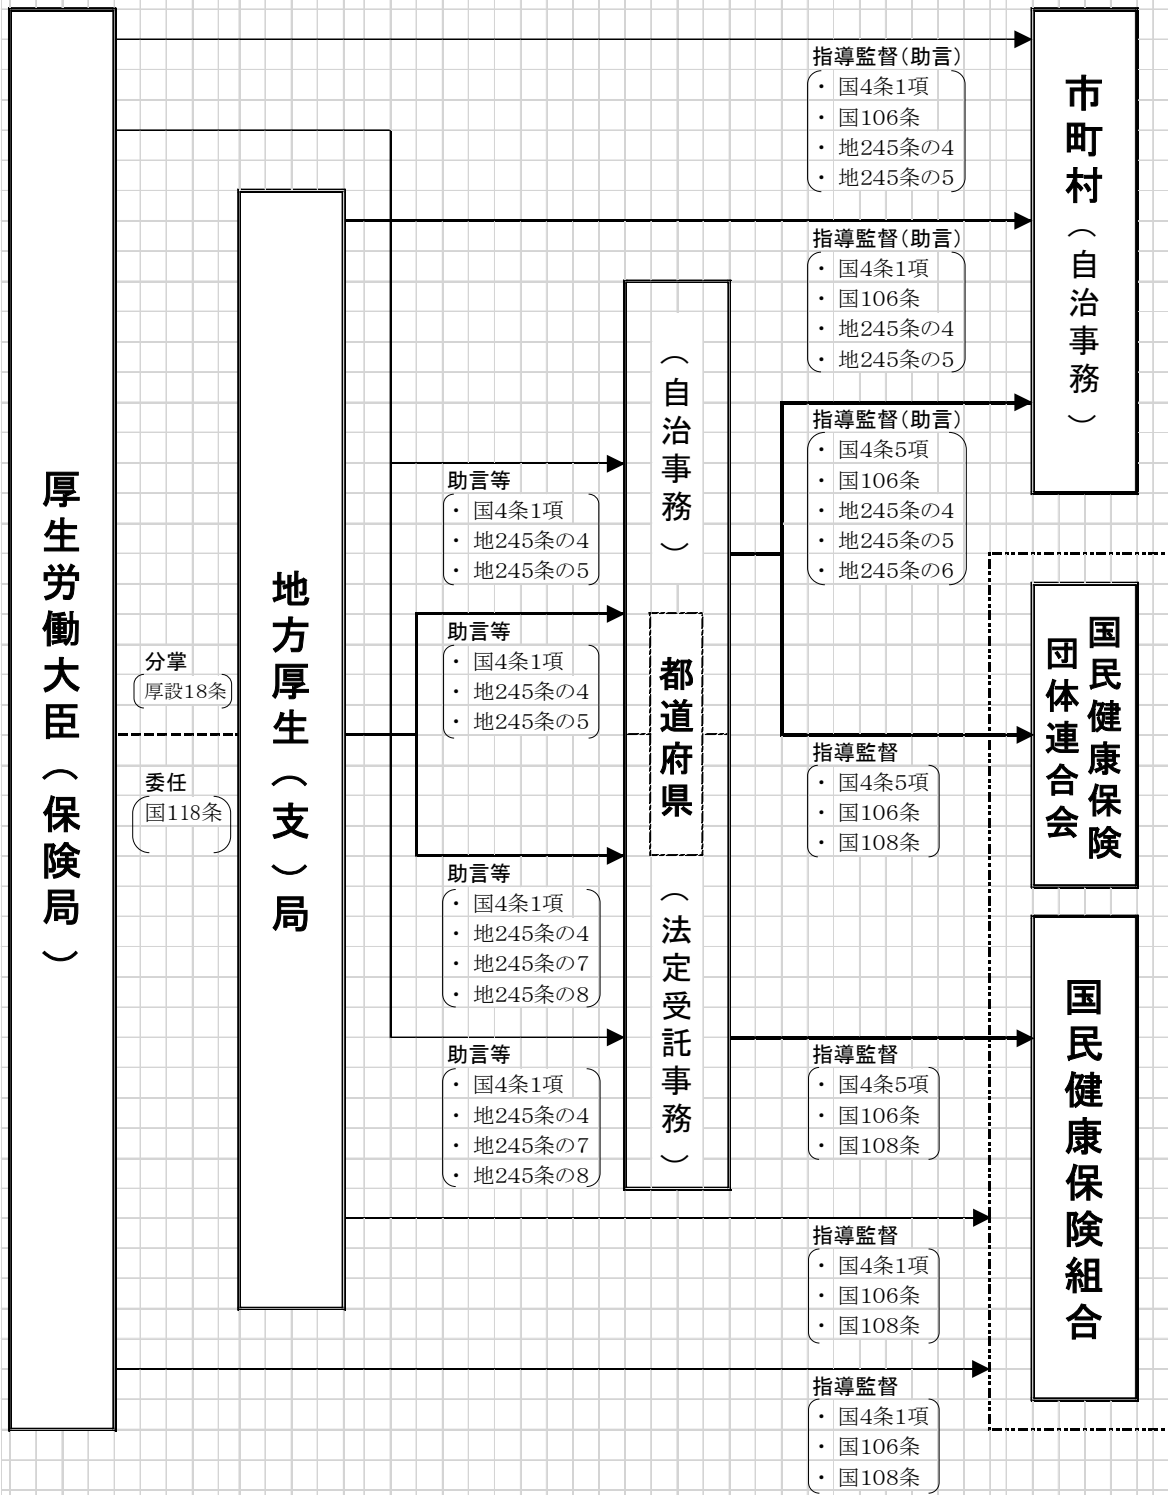 厚生労働大臣（保険局）
分掌
厚設18条
委任
国118条
地方厚生（支）局
助言等
・ 国4条1項
・ 地245条の4
・ 地245条の5
助言等
・ 国4条1項
・ 地245条の4
・ 地245条の5
助言等
・ 国4条1項
・ 地245条の4
・ 地245条の7
・ 地245条の8
助言等
・ 国4条1項
・ 地245条の4
・ 地245条の7
・ 地245条の8
（自治事務）
都道府県
（法定受託事務）
指導監督（助言）
・ 国4条1項
・ 国106条
・ 地245条の4
・ 地245条の5
指導監督（助言）
・ 国4条1項
・ 国106条
・ 地245条の4
・ 地245条の5
指導監督（助言）
・ 国4条5項
・ 国106条
・ 地245条の4
・ 地245条の5
・ 地245条の6
指導監督
・ 国4条5項
・ 国106条
・ 国108条
指導監督
・ 国4条5項
・ 国106条
・ 国108条
指導監督
・ 国4条1項
・ 国106条
・ 国108条
指導監督
・ 国4条1項
・ 国106条
・ 国108条
市町村（自治事務）
国民健康保険
団体連合会
国民健康保険組合